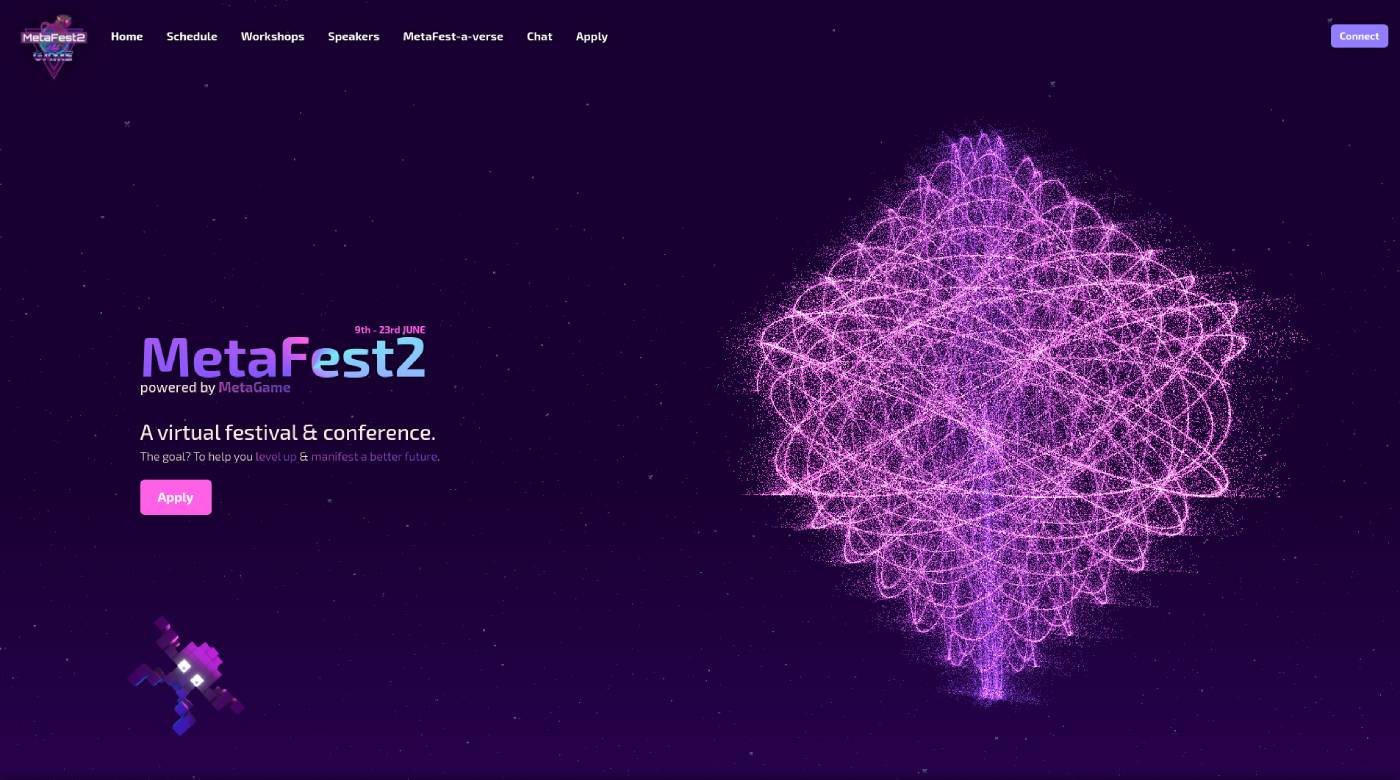 MetaFest2
Home Schedule Workshops Speakers MetaFest-a-verse Chat Apply
Connect
9th - 23rd JUNE
MetaFest2
powered by MetaGame
A virtual festival & conference.
The goal? To help you level up & manifest a better future.
Apply